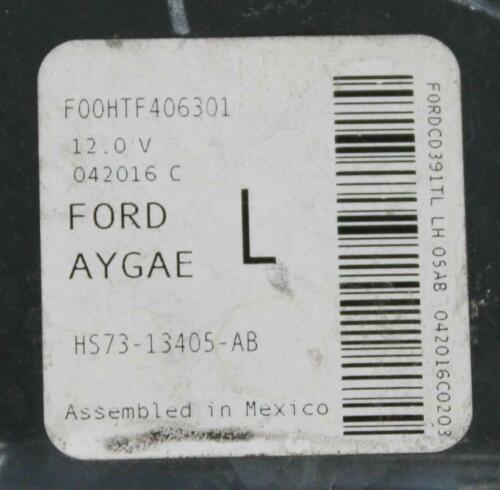 F00HTF406301
12.0 V
042016 C
FORD
AYGAE
L
HS73-13405-AB
Assembled in Mexico
FORDCD391TL LH 05AB 042016C0203